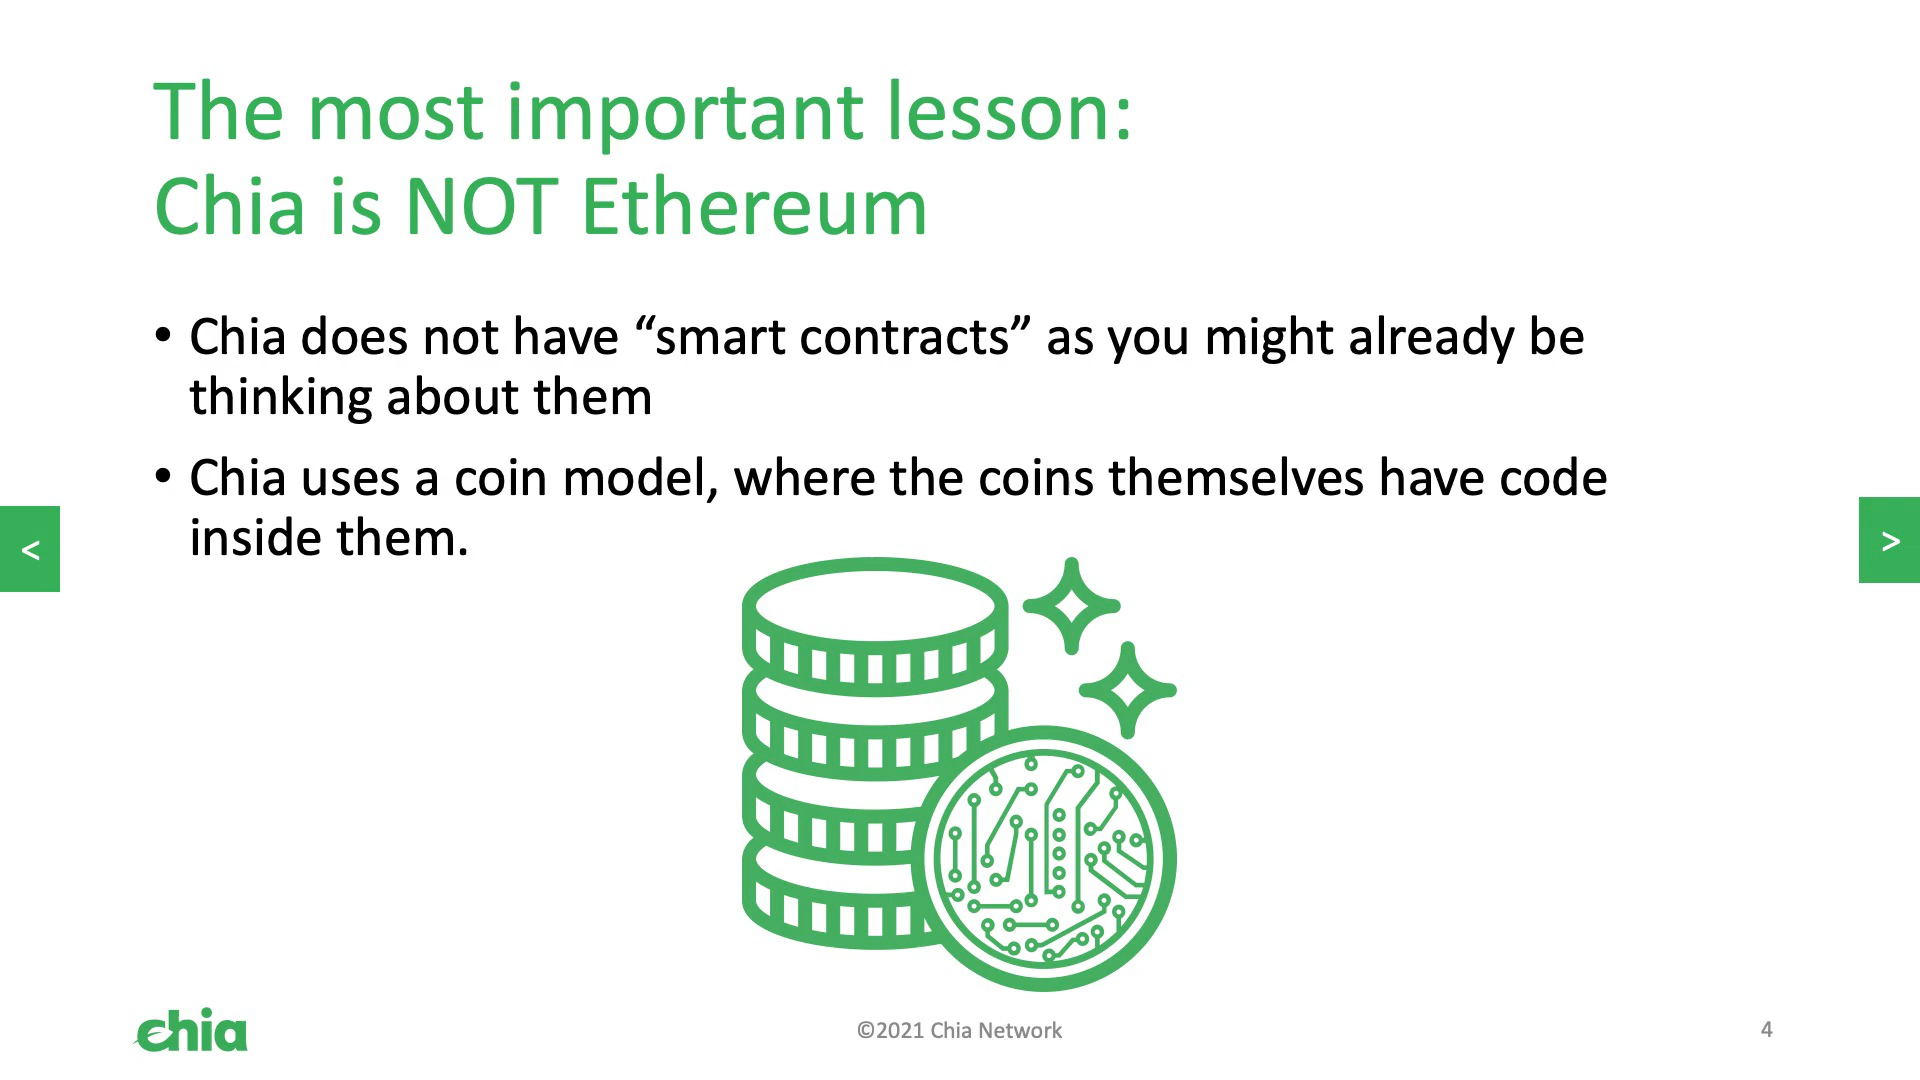 The most important lesson:
Chia is NOT Ethereum
• Chia does not have “smart contracts” as you might already be
thinking about them
• Chia uses a coin model, where the coins themselves have code
inside them.
<
>
chia
©2021 Chia Network
4